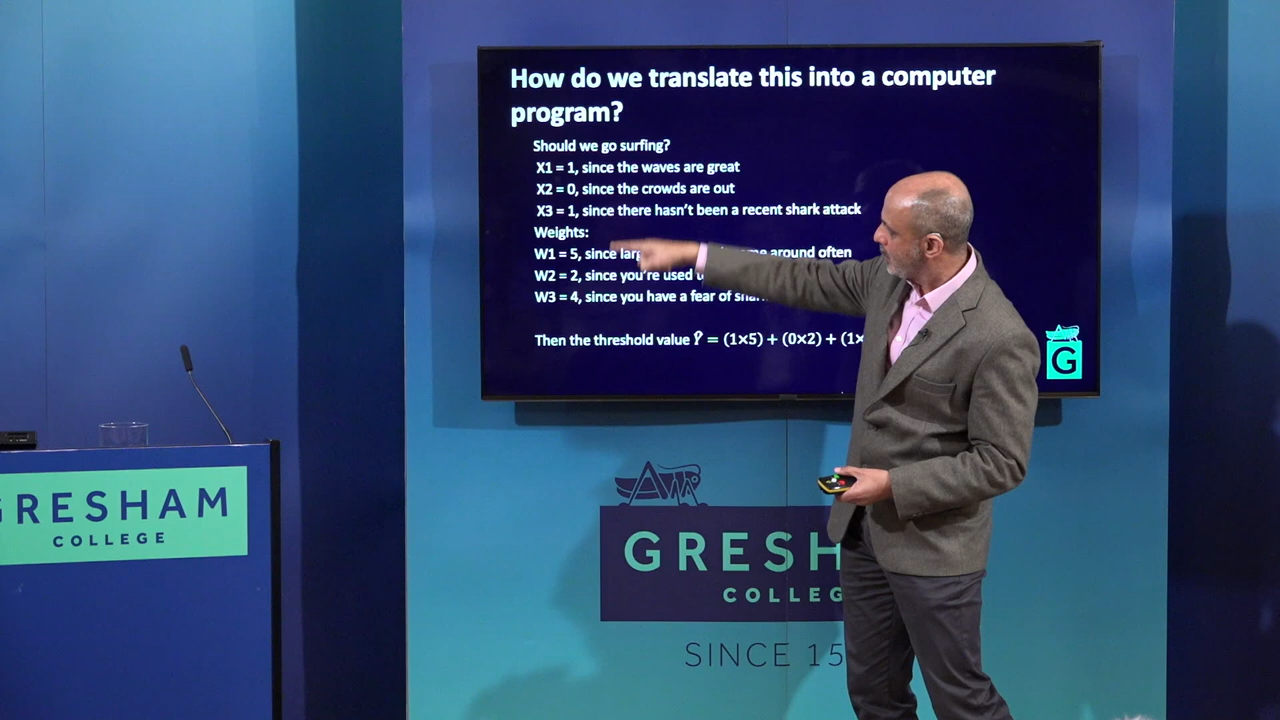 How do we translate this into a computer
program?
Should we go surfing?
X1 = 1, since the waves are great
X2 = 0, since the crowds are out
X3 = 1, since there hasn't been a recent shark attack
Weights:
W1 = 5, since around often
W2 = 2, since you're used
W3 = 4, since you have a fear of
Then the threshold value Ŷ = (1×5) + (0×2) + (1×
G
GRESHAM
COLLEGE
GRESH
COLLEG
SINCE 15